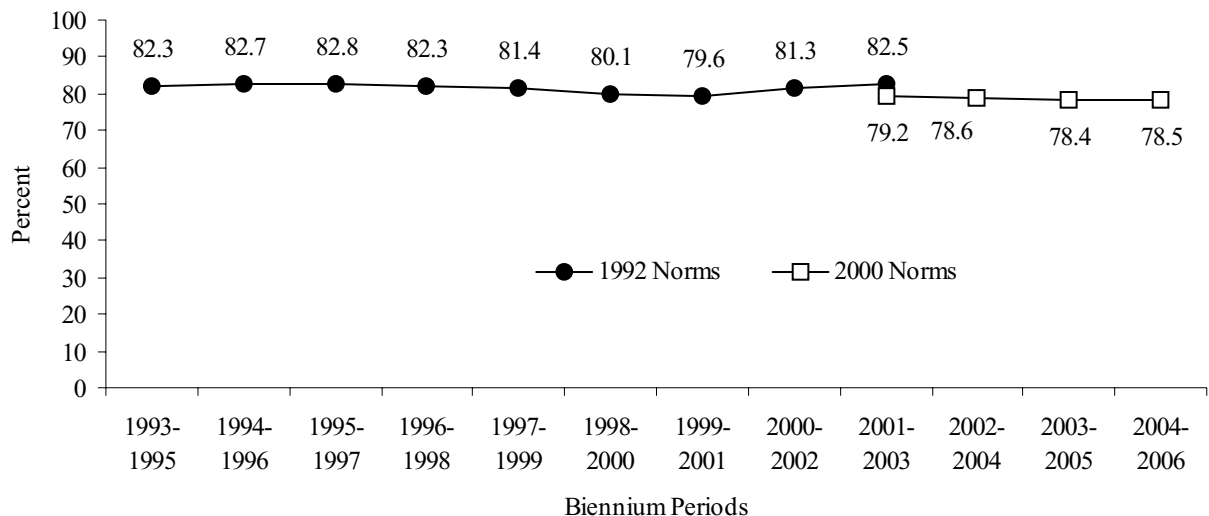 100
90
80
70
60
50
40
30
20
10
0
Percent
82.3 82.7 82.8 82.3 81.4 80.1 79.6 81.3 82.5
79.2 78.6 78.4 78.5
1992 Norms 2000 Norms
1993- 1994- 1995- 1996- 1997- 1998- 1999- 2000- 2001- 2002- 2003- 2004-
1995 1996 1997 1998 1999 2000 2001 2002 2003 2004 2005 2006
Biennium Periods